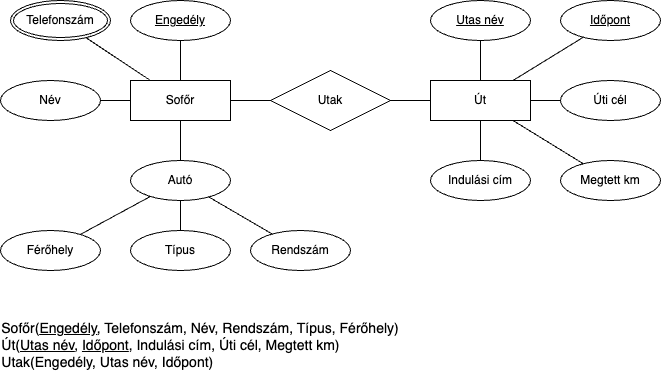 Telefonszám
Engedély
Utas név
Időpont
Név
Sofőr
Utak
Út
Úti cél
Autó
Indulási cím
Megtett km
Férőhely
Típus
Rendszám
Sofőr(Engedély, Telefonszám, Név, Rendszám, Típus, Férőhely)
Út(Utas név, Időpont, Indulási cím, Úti cél, Megtett km)
Utak(Engedély, Utas név, Időpont)